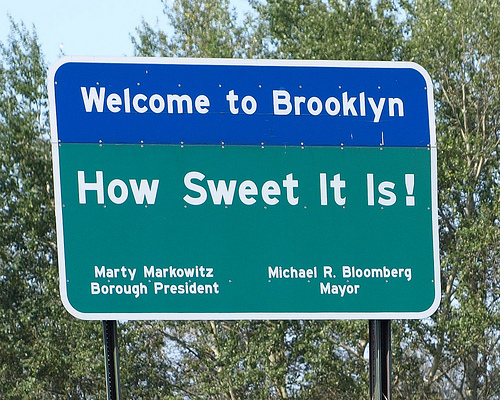 Welcome to Brooklyn
How Sweet It Is!
Marty Markowitz
Borough President
Michael R. Bloomberg
Mayor